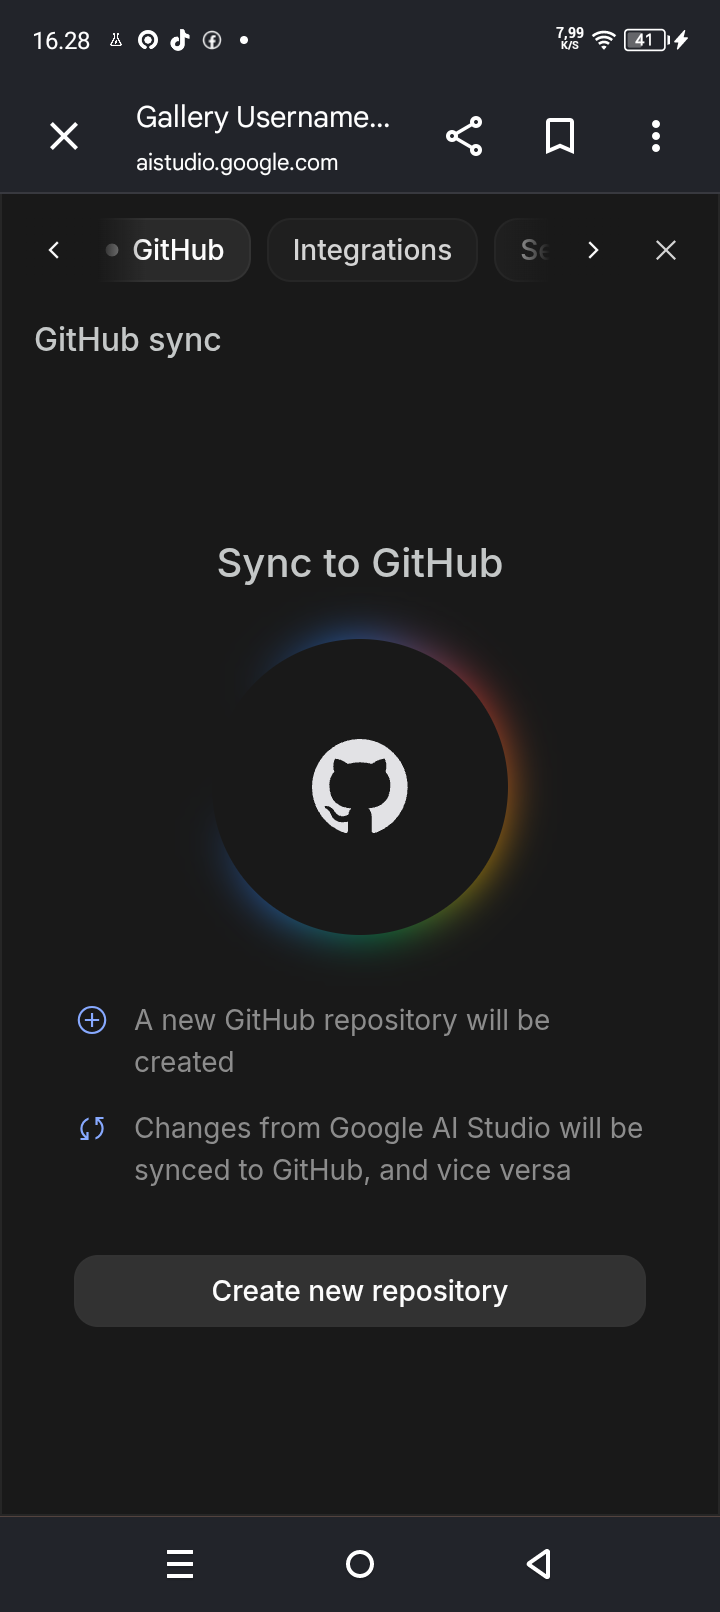 16.28
7,99
K/S
41
Gallery Username...
aistudio.google.com
GitHub
Integrations
Se
GitHub sync
Sync to GitHub
A new GitHub repository will be
created
Changes from Google AI Studio will be
synced to GitHub, and vice versa
Create new repository